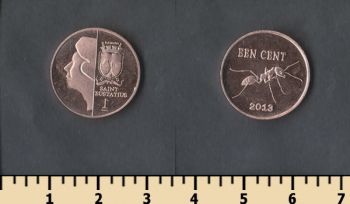 SAINT
EUSTATIUS
1
EEN CENT
2013
1 2 3 4 5 6 7